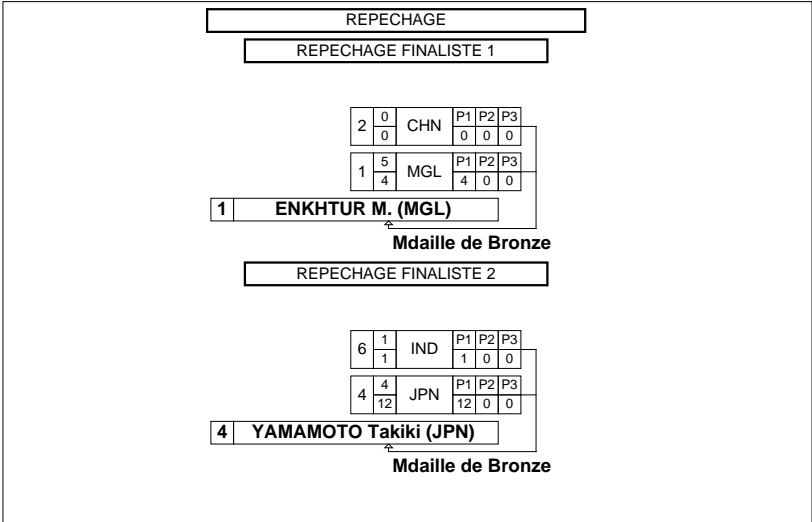 REPECHAGE
REPECHAGE FINALISTE 1
2 0 CHN P1 P2 P3
0 0 0 0
1 5 MGL P1 P2 P3
4 4 0 0
1 ENKHTUR M. (MGL)
Mdaille de Bronze
REPECHAGE FINALISTE 2
6 1 IND P1 P2 P3
1 1 0 0
4 4 JPN P1 P2 P3
12 12 0 0
4 YAMAMOTO Takiki (JPN)
Mdaille de Bronze